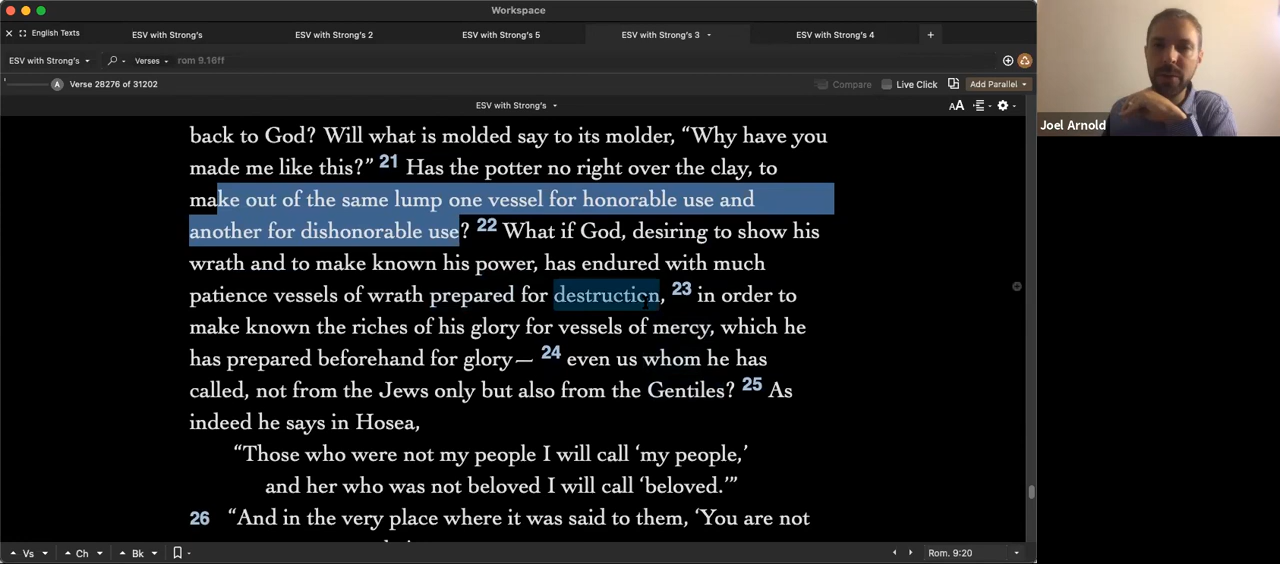 Workspace
English Texts
ESV with Strong's
ESV with Strong's 2
ESV with Strong's 5
ESV with Strong's 3
ESV with Strong's 4
+
ESV with Strong's
Verses
rom 9.16ff
A
Verse 28276 of 31202
Compare
Live Click
Add Parallel
ESV with Strong's
AA
back to God? Will what is molded say to its molder, “Why have you
made me like this?” 21 Has the potter no right over the clay, to
make out of the same lump one vessel for honorable use and
another for dishonorable use? 22 What if God, desiring to show his
wrath and to make known his power, has endured with much
patience vessels of wrath prepared for destruction, 23 in order to
make known the riches of his glory for vessels of mercy, which he
has prepared beforehand for glory— 24 even us whom he has
called, not from the Jews only but also from the Gentiles? 25 As
indeed he says in Hosea,
“Those who were not my people I will call ‘my people,’
and her who was not beloved I will call ‘beloved.’”
26 “And in the very place where it was said to them, ‘You are not
Vs
Ch
Bk
Rom. 9:20
Joel Arnold